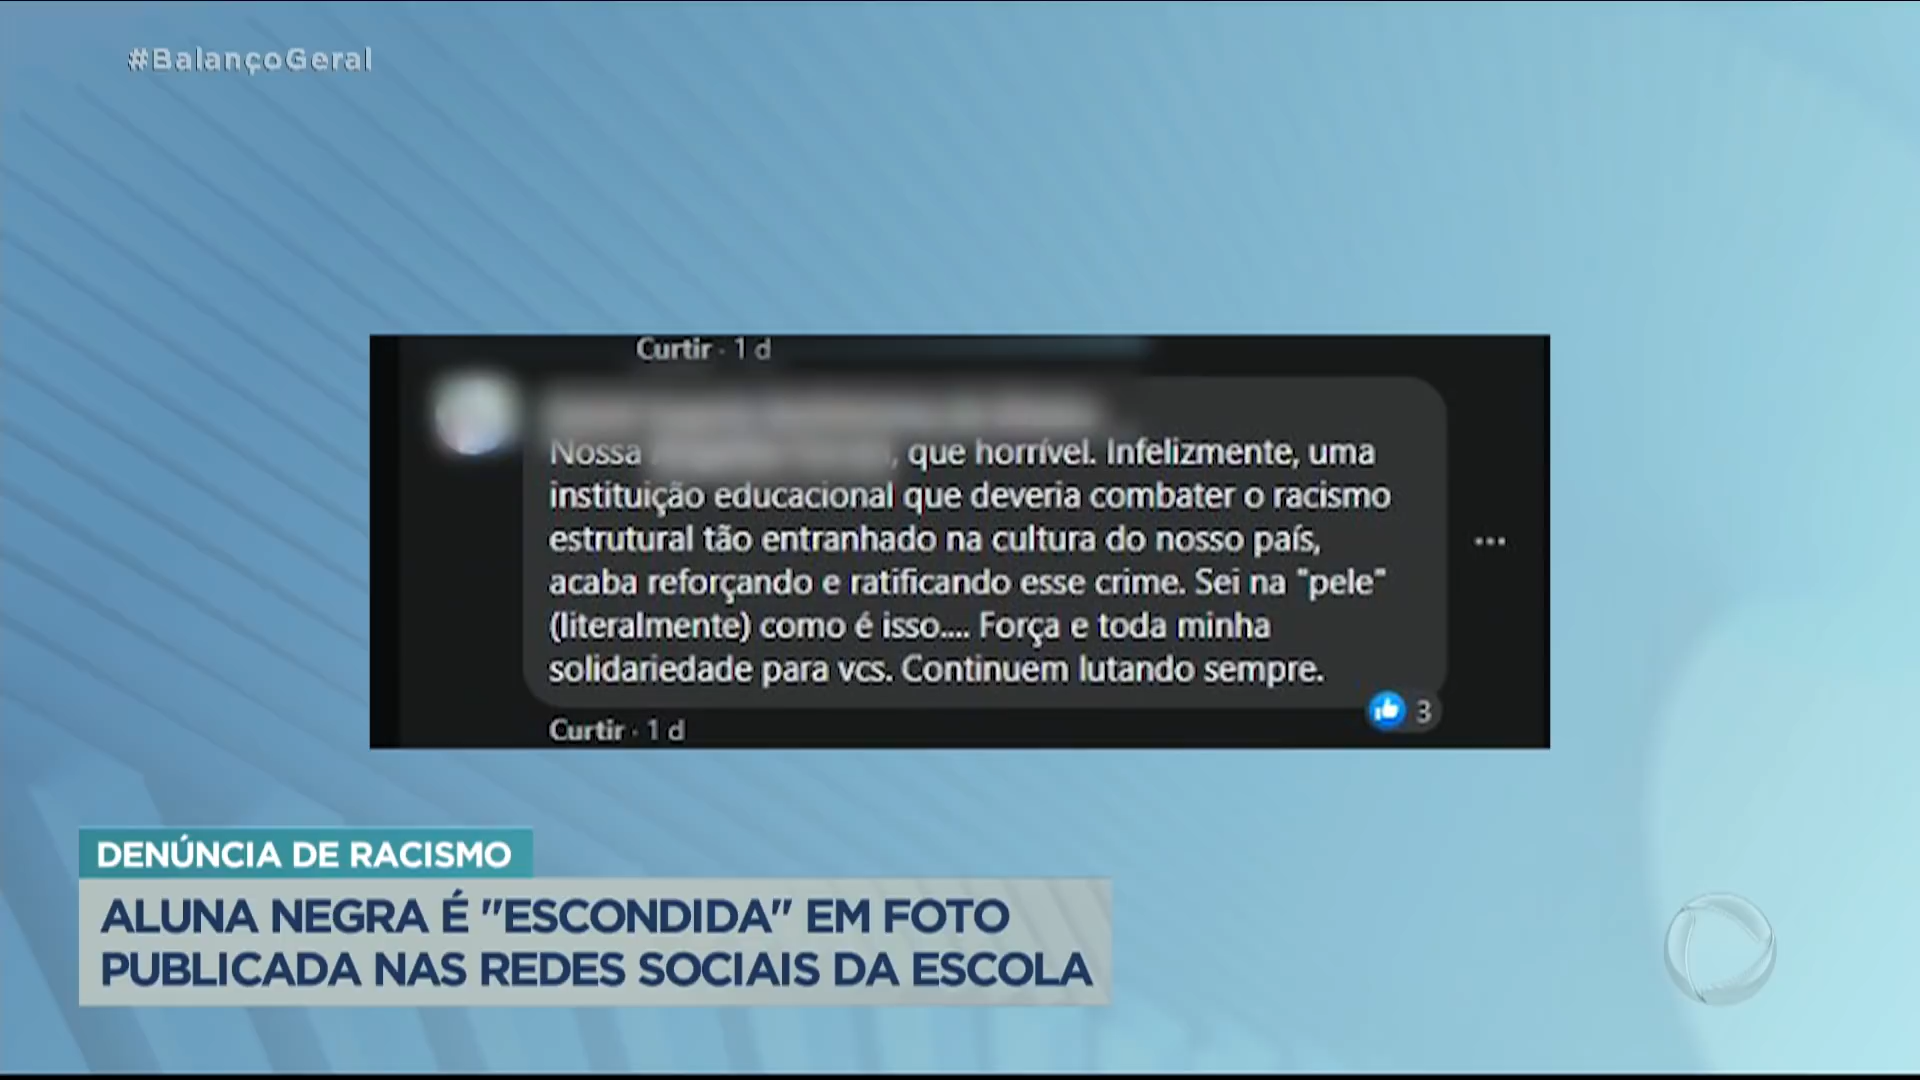 #BalançoGeral
Curtir · 1 d
Nossa , que horrível. Infelizmente, uma
instituição educacional que deveria combater o racismo
estrutural tão entranhado na cultura do nosso país,
acaba reforçando e ratificando esse crime. Sei na "pele"
(literalmente) como é isso.... Força e toda minha
solidariedade para vcs. Continuem lutando sempre.
3
Curtir · 1 d
DENÚNCIA DE RACISMO
ALUNA NEGRA É "ESCONDIDA" EM FOTO
PUBLICADA NAS REDES SOCIAIS DA ESCOLA